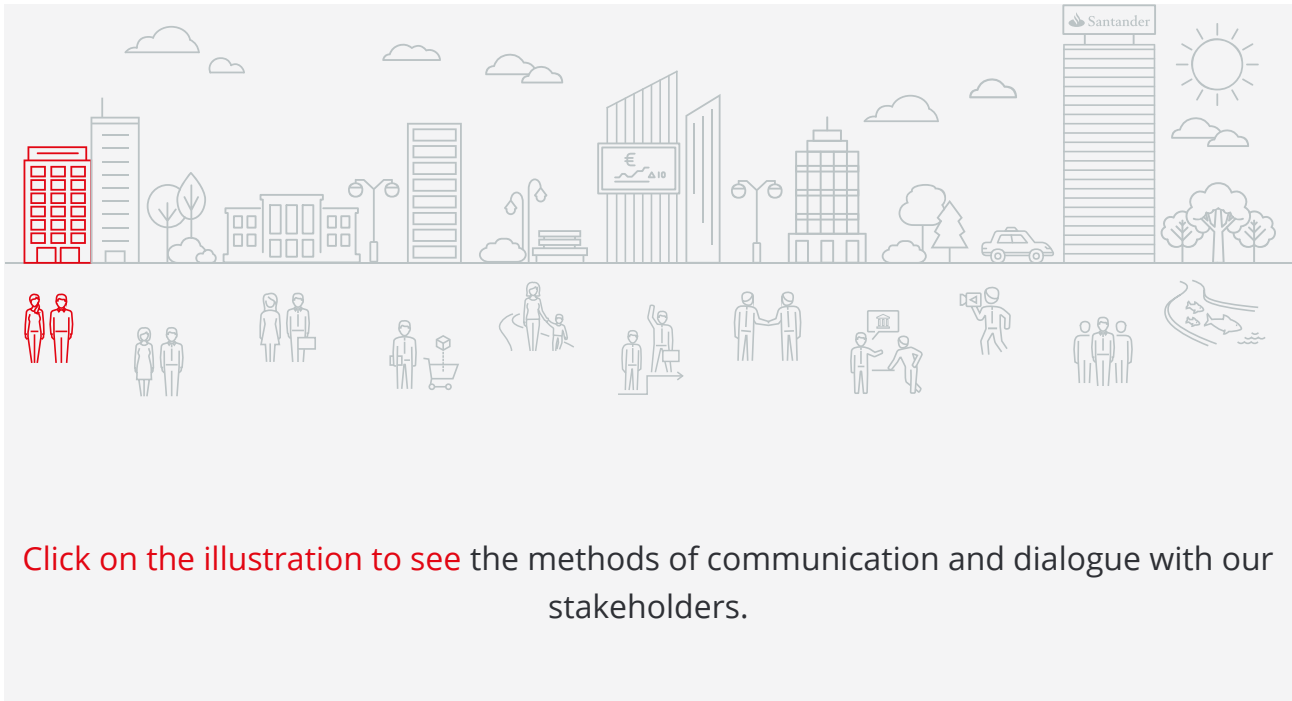 Santander
€
Δ 10
Click on the illustration to see the methods of communication and dialogue with our
stakeholders.